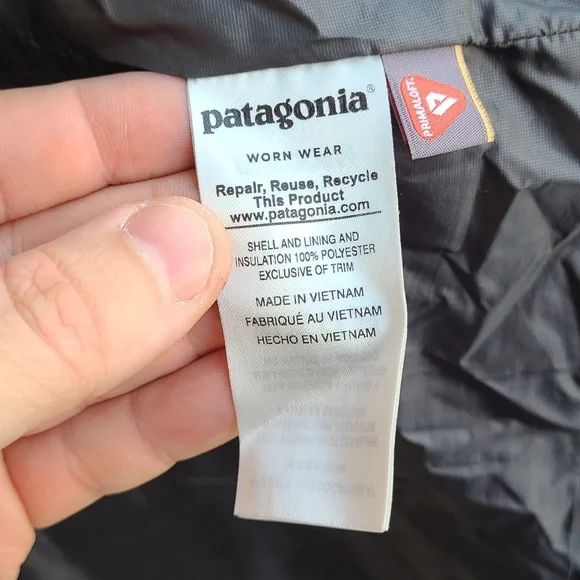 patagonia®
WORN WEAR
Repair, Reuse, Recycle
This Product
www.patagonia.com
SHELL AND LINING AND
INSULATION 100% POLYESTER
EXCLUSIVE OF TRIM
MADE IN VIETNAM
FABRIQUÉ AU VIETNAM
HECHO EN VIETNAM
PRIMALOFT